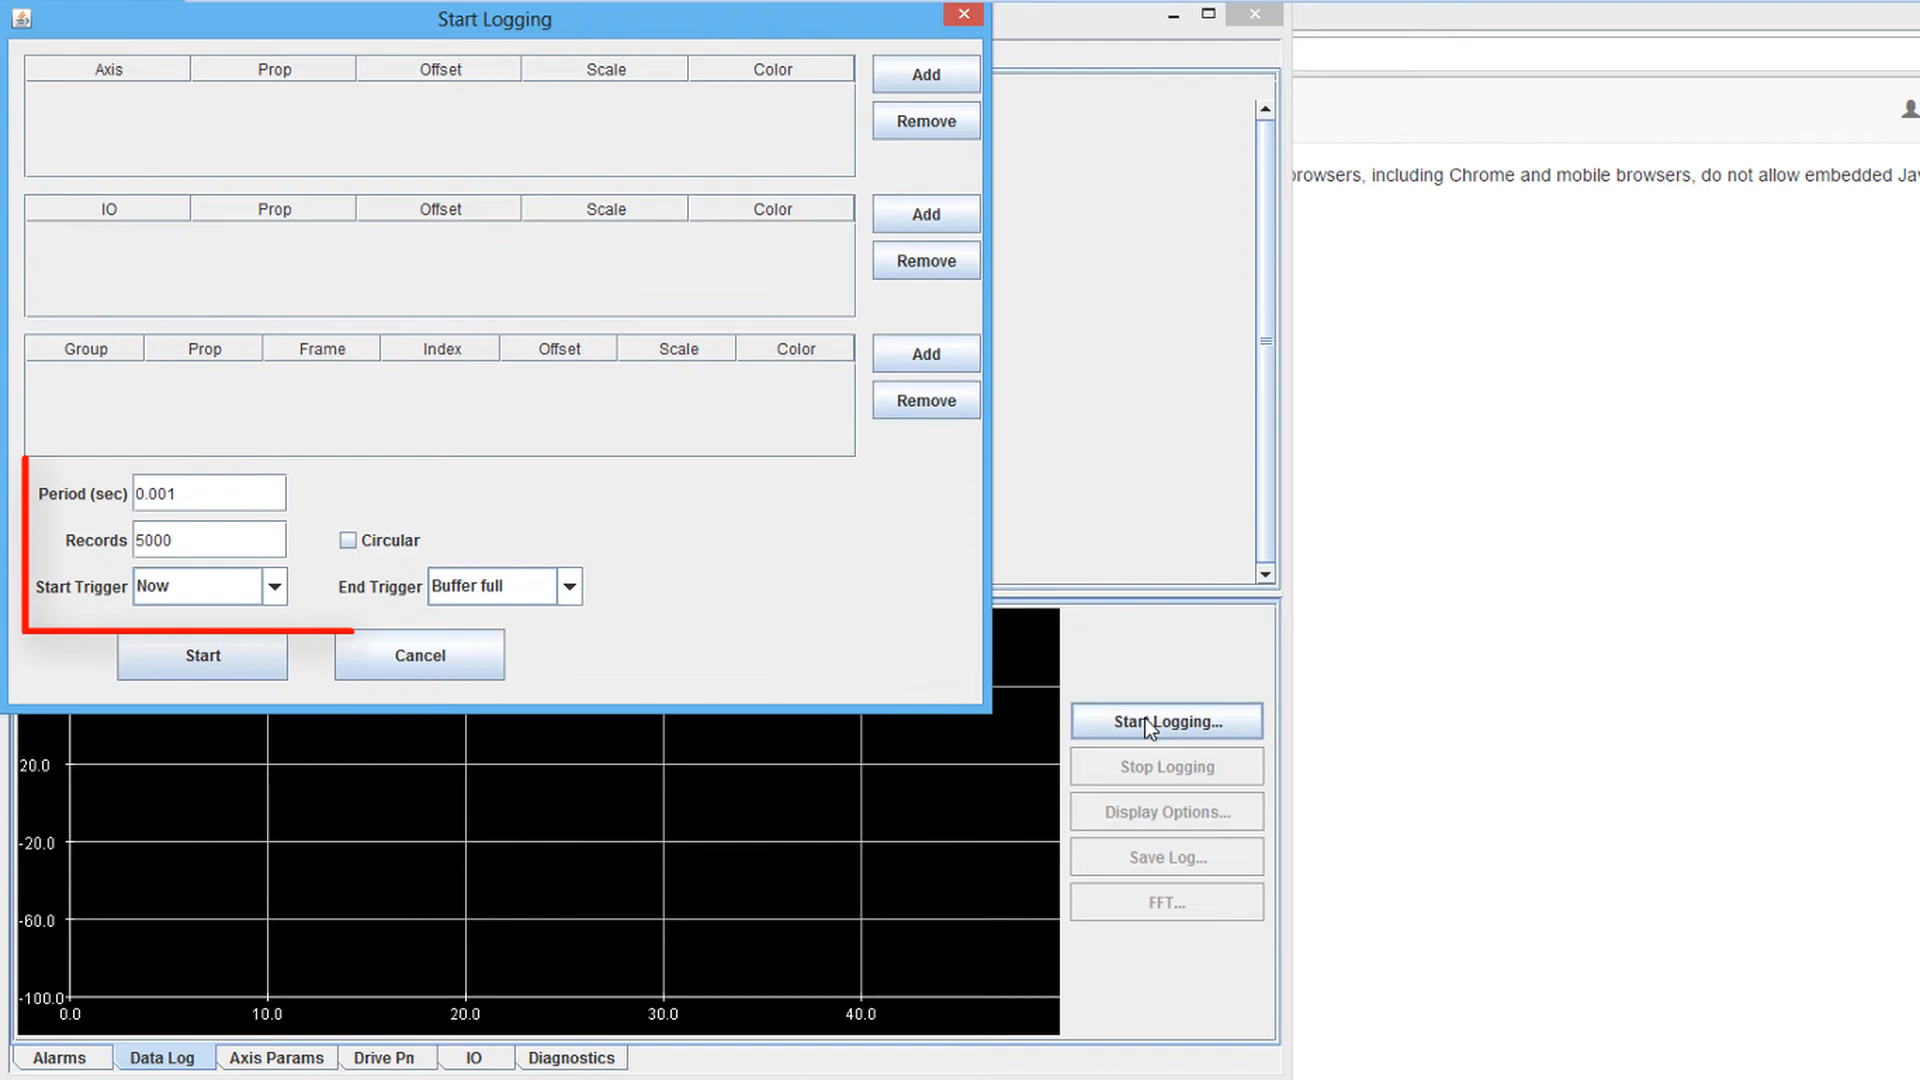 Start Logging
Axis Prop Offset Scale Color
Add
Remove
IO Prop Offset Scale Color
Add
Remove
Group Prop Frame Index Offset Scale Color
Add
Remove
Period (sec) 0.001
Records 5000 Circular
Start Trigger Now End Trigger Buffer full
Start Cancel
browsers, including Chrome and mobile browsers, do not allow embedded Jav
Start Logging...
Stop Logging
Display Options...
Save Log...
FFT...
20.0
-20.0
-60.0
-100.0
0.0 10.0 20.0 30.0 40.0
Alarms Data Log Axis Params Drive Pn IO Diagnostics